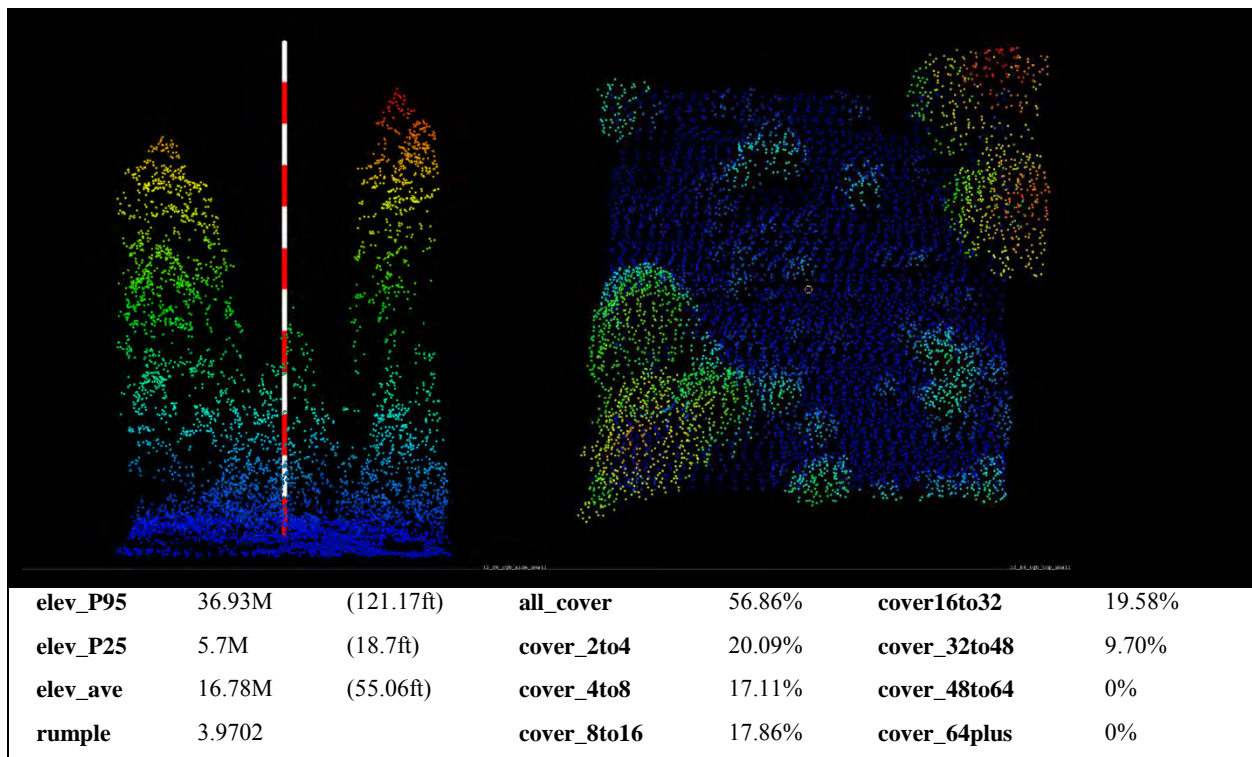 elev_P95 36.93M (121.17ft) all_cover 56.86% cover16to32 19.58%
elev_P25 5.7M (18.7ft) cover_2to4 20.09% cover_32to48 9.70%
elev_ave 16.78M (55.06ft) cover_4to8 17.11% cover_48to64 0%
rumple 3.9702 cover_8to16 17.86% cover_64plus 0%